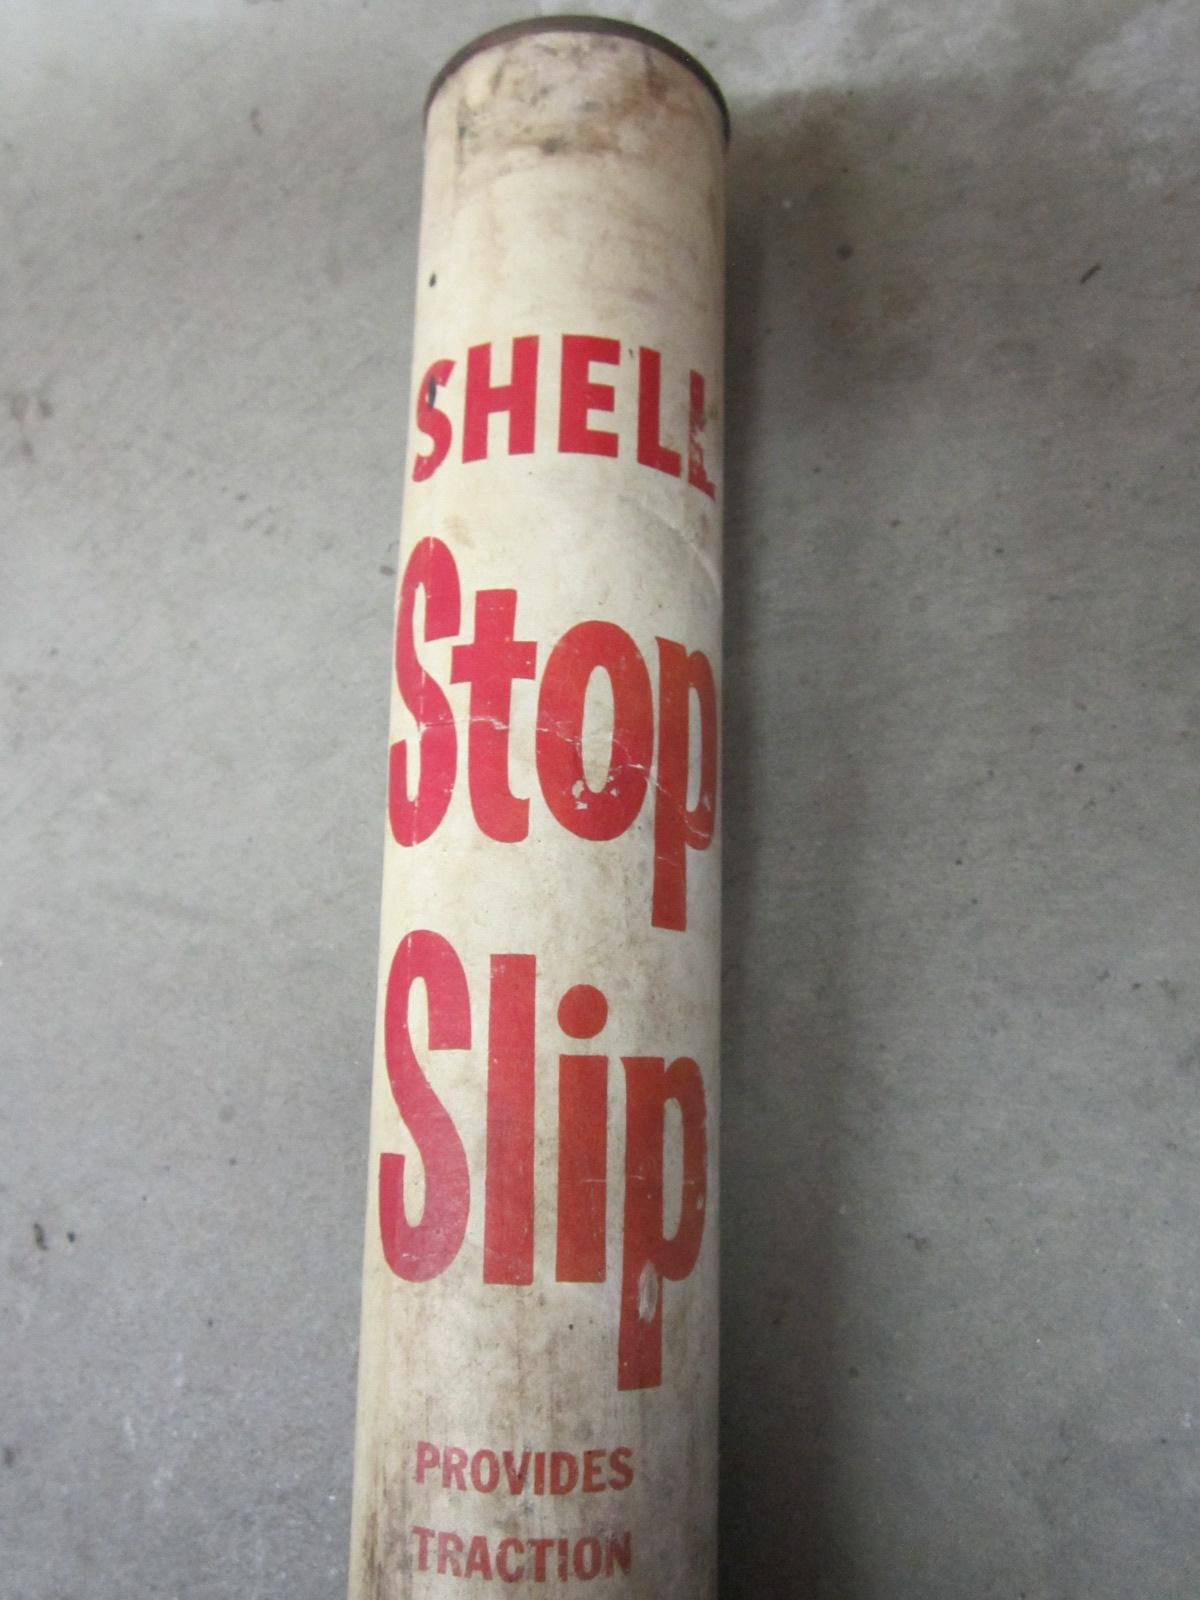 SHELL
Stop
Slip
PROVIDES
TRACTION